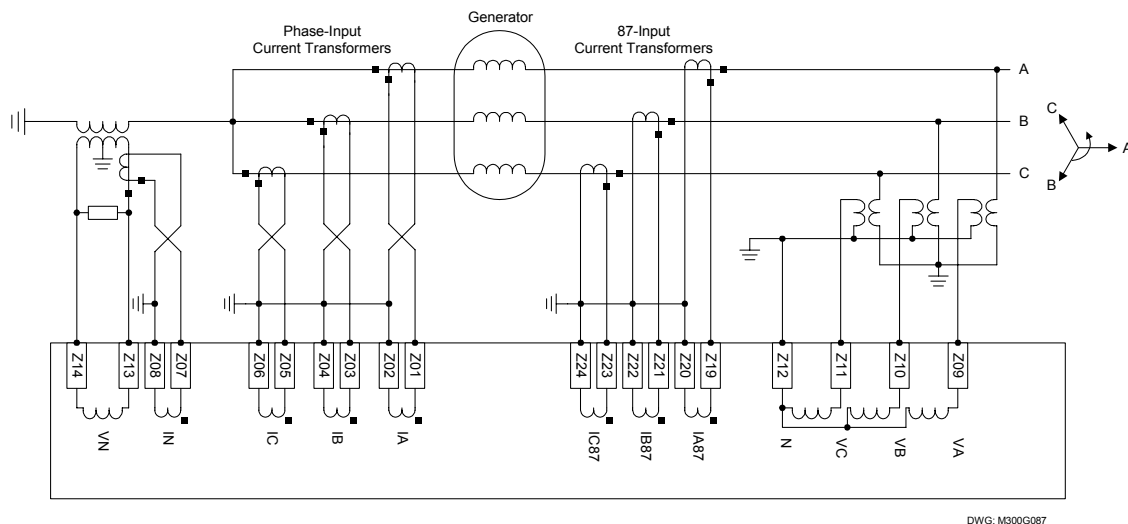 Generator
Phase-Input
Current Transformers
87-Input
Current Transformers
A
B
C
C
A
B
Z14
Z13
Z08
Z07
Z06
Z05
Z04
Z03
Z02
Z01
Z24
Z23
Z22
Z21
Z20
Z19
Z12
Z11
Z10
Z09
VN
IN
IC
IB
IA
IC87
IB87
IA87
N
VC
VB
VA
DWG: M300G087